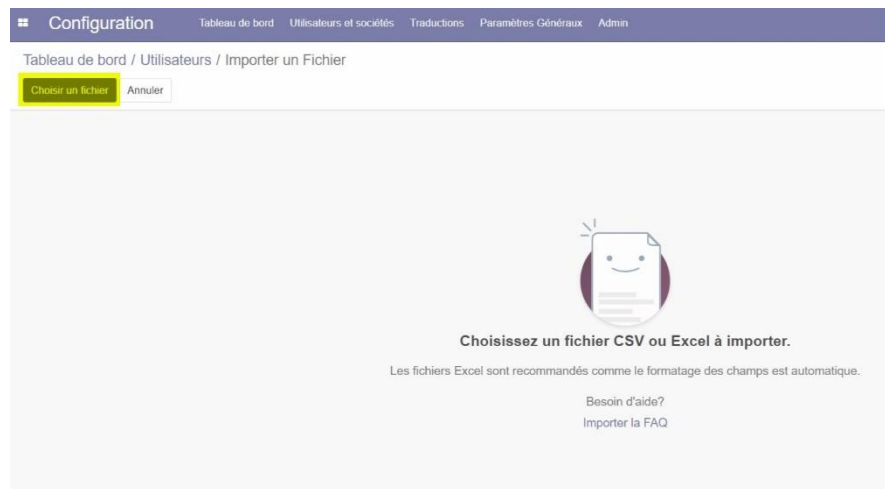 Configuration Tableau de bord Utilisateurs et sociétés Traductions Paramètres Généraux Admin
Tableau de bord / Utilisateurs / Importer un Fichier
Choisir un fichier Annuler
Choisissez un fichier CSV ou Excel à importer.
Les fichiers Excel sont recommandés comme le formatage des champs est automatique.
Besoin d'aide?
Importer la FAQ